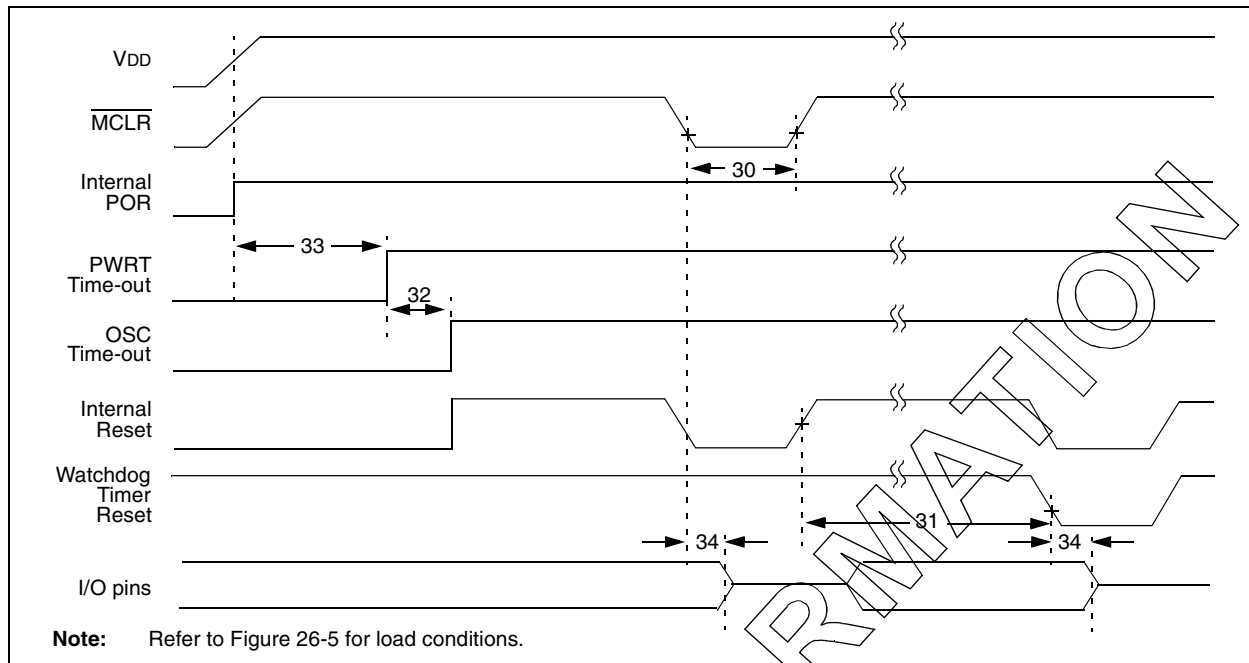 VDD
MCLR
30
Internal
POR
33
PWRT
Time-out
32
OSC
Time-out
Internal
Reset
Watchdog
Timer
Reset
31
34
34
I/O pins
Note: Refer to Figure 26-5 for load conditions.
RMATION